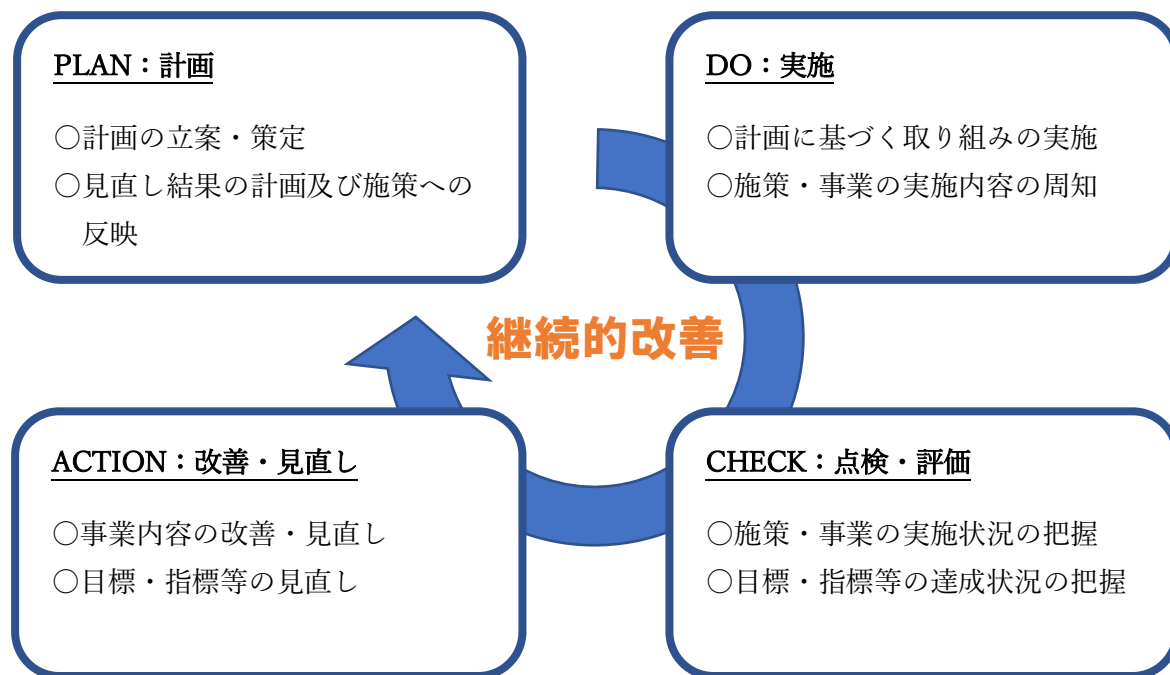 PLAN：計画
○計画の立案・策定
○見直し結果の計画及び施策への
反映
DO：実施
○計画に基づく取り組みの実施
○施策・事業の実施内容の周知
継続的改善
ACTION：改善・見直し
○事業内容の改善・見直し
○目標・指標等の見直し
CHECK：点検・評価
○施策・事業の実施状況の把握
○目標・指標等の達成状況の把握